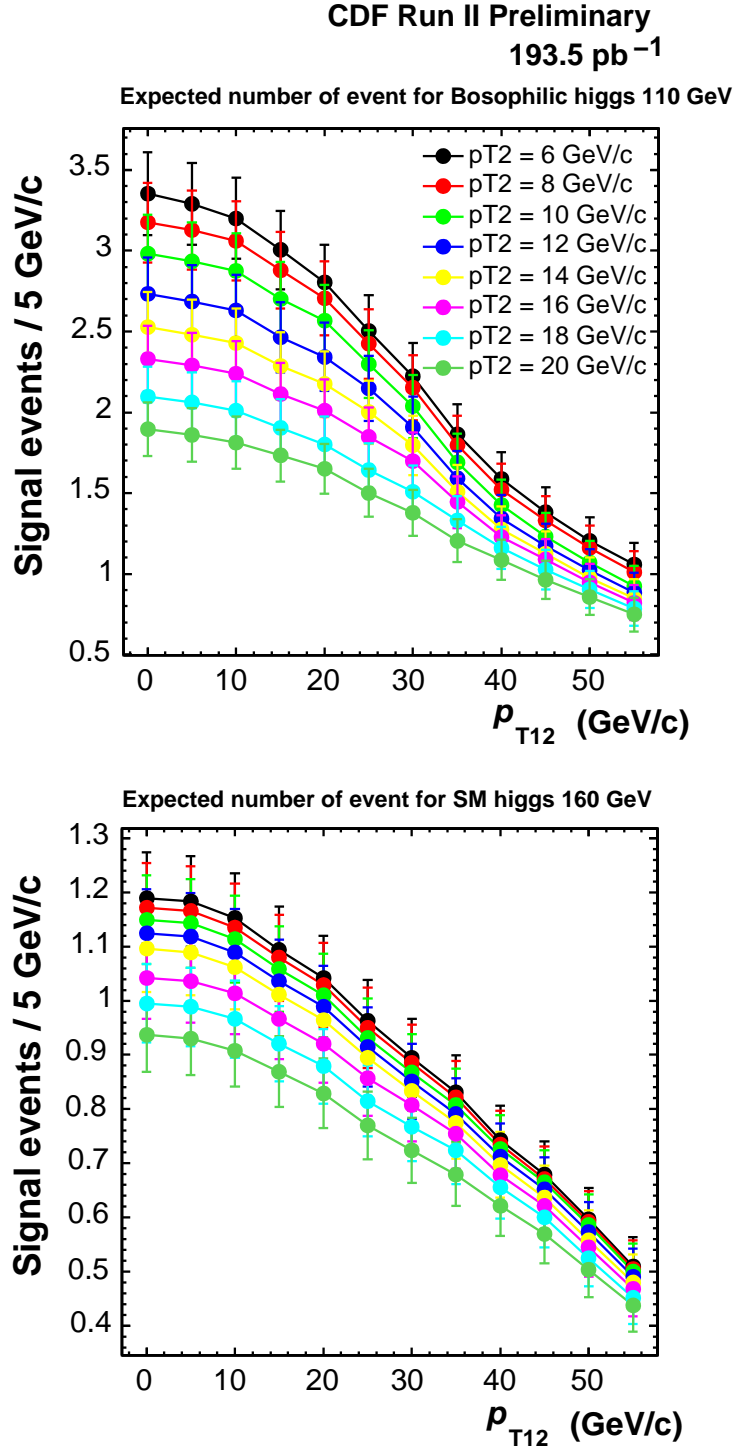 CDF Run II Preliminary
193.5 pb −1
Expected number of event for Bosophilic higgs 110 GeV
Signal events / 5 GeV/c
3.5
3
2.5
2
1.5
1
0.5
pT2 = 6 GeV/c
pT2 = 8 GeV/c
pT2 = 10 GeV/c
pT2 = 12 GeV/c
pT2 = 14 GeV/c
pT2 = 16 GeV/c
pT2 = 18 GeV/c
pT2 = 20 GeV/c
0 10 20 30 40 50
p T12 (GeV/c)
Expected number of event for SM higgs 160 GeV
Signal events / 5 GeV/c
1.3
1.2
1.1
1
0.9
0.8
0.7
0.6
0.5
0.4
0 10 20 30 40 50
p T12 (GeV/c)